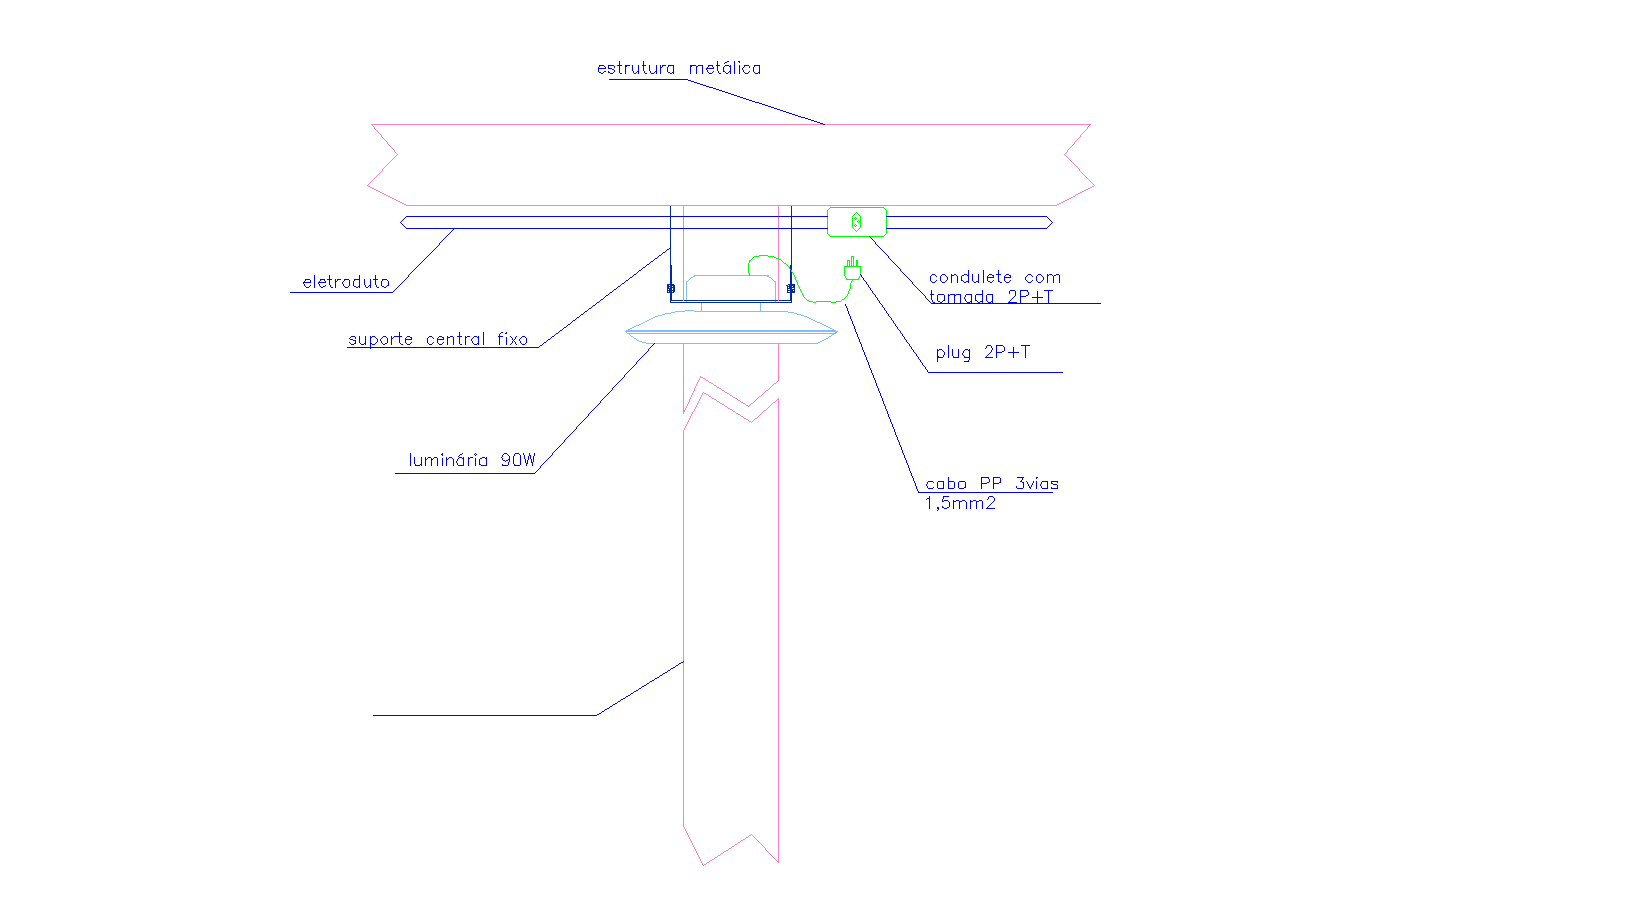 estrutura metálica
eletroduto
condulete com
tomada 2P+T
suporte central fixo
plug 2P+T
luminária 90W
cabo PP 3vias
1,5mm2